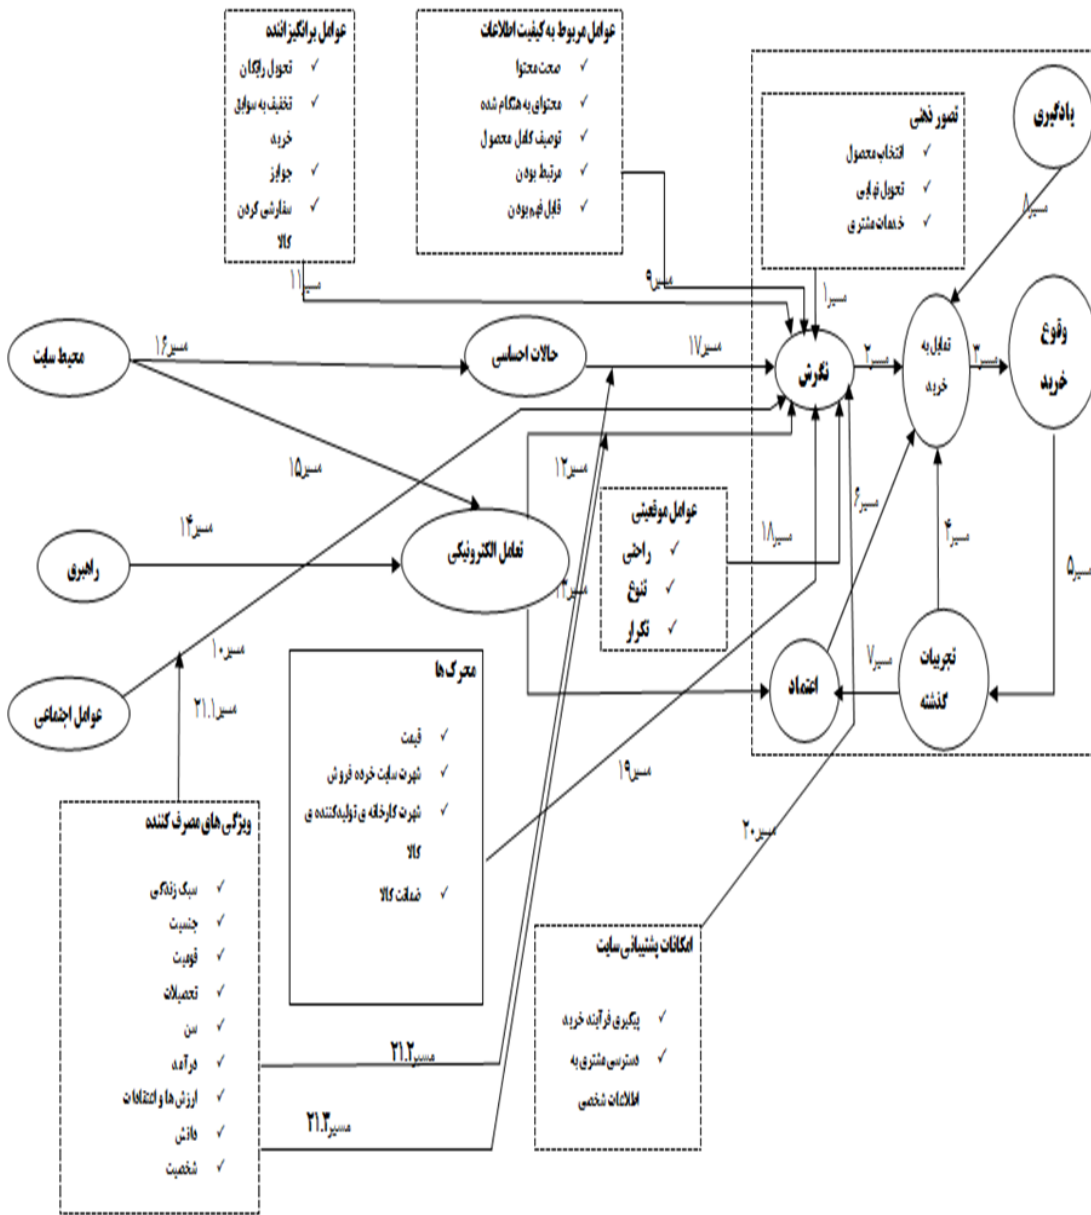 عوامل برانگیزاننده
✓ تحویل رایگان
✓ تخفیف به سوابق
خرید
✓ جوایز
✓ سفارشی کردن
کالا
عوامل مربوط به کیفیت اطلاعات
✓ صحت محتوا
✓ محتوای به هنگام شده
✓ توصیف کامل محصول
✓ مرتبط بودن
✓ قابل فهم بودن
یادگیری
تصور ذهنی
✓ انتخاب محصول
✓ تحویل نهایی
✓ خدمات مشتری
مسیر۸
مسیر۱۱
مسیر۹
مسیر۱
محیط سایت
مسیر۱۶
حالات احساسی
مسیر۱۷
نگرش
مسیر۲
تمایل به
خرید
مسیر۳
وقوع
خرید
مسیر۱۵
مسیر۱۲
مسیر۶
راهبری
مسیر۱۴
تعامل الکترونیکی
مسیر۱۳
عوامل موقعیتی
✓ راحتی
✓ تنوع
✓ تکرار
مسیر۱۸
مسیر۴
مسیر۵
عوامل اجتماعی
مسیر۱۰
مسیر۲۱.۱
اعتماد
مسیر۷
تجربیات
گذشته
محرک ها
✓ قیمت
✓ شهرت سایت خرده فروش
✓ شهرت کارخانه ی تولیدکننده ی
کالا
✓ ضمانت کالا
مسیر۱۹
مسیر۲۰
ویژگی های مصرف کننده
✓ سبک زندگی
✓ جنسیت
✓ قومیت
✓ تحصیلات
✓ سن
✓ درآمد
✓ ارزش ها و اعتقادات
✓ دانش
✓ شخصیت
مسیر۲۱.۲
مسیر۲۱.۳
امکانات پشتیبانی سایت
✓ پیگیری فرآیند خرید
✓ دسترسی مشتری به
اطلاعات شخصی